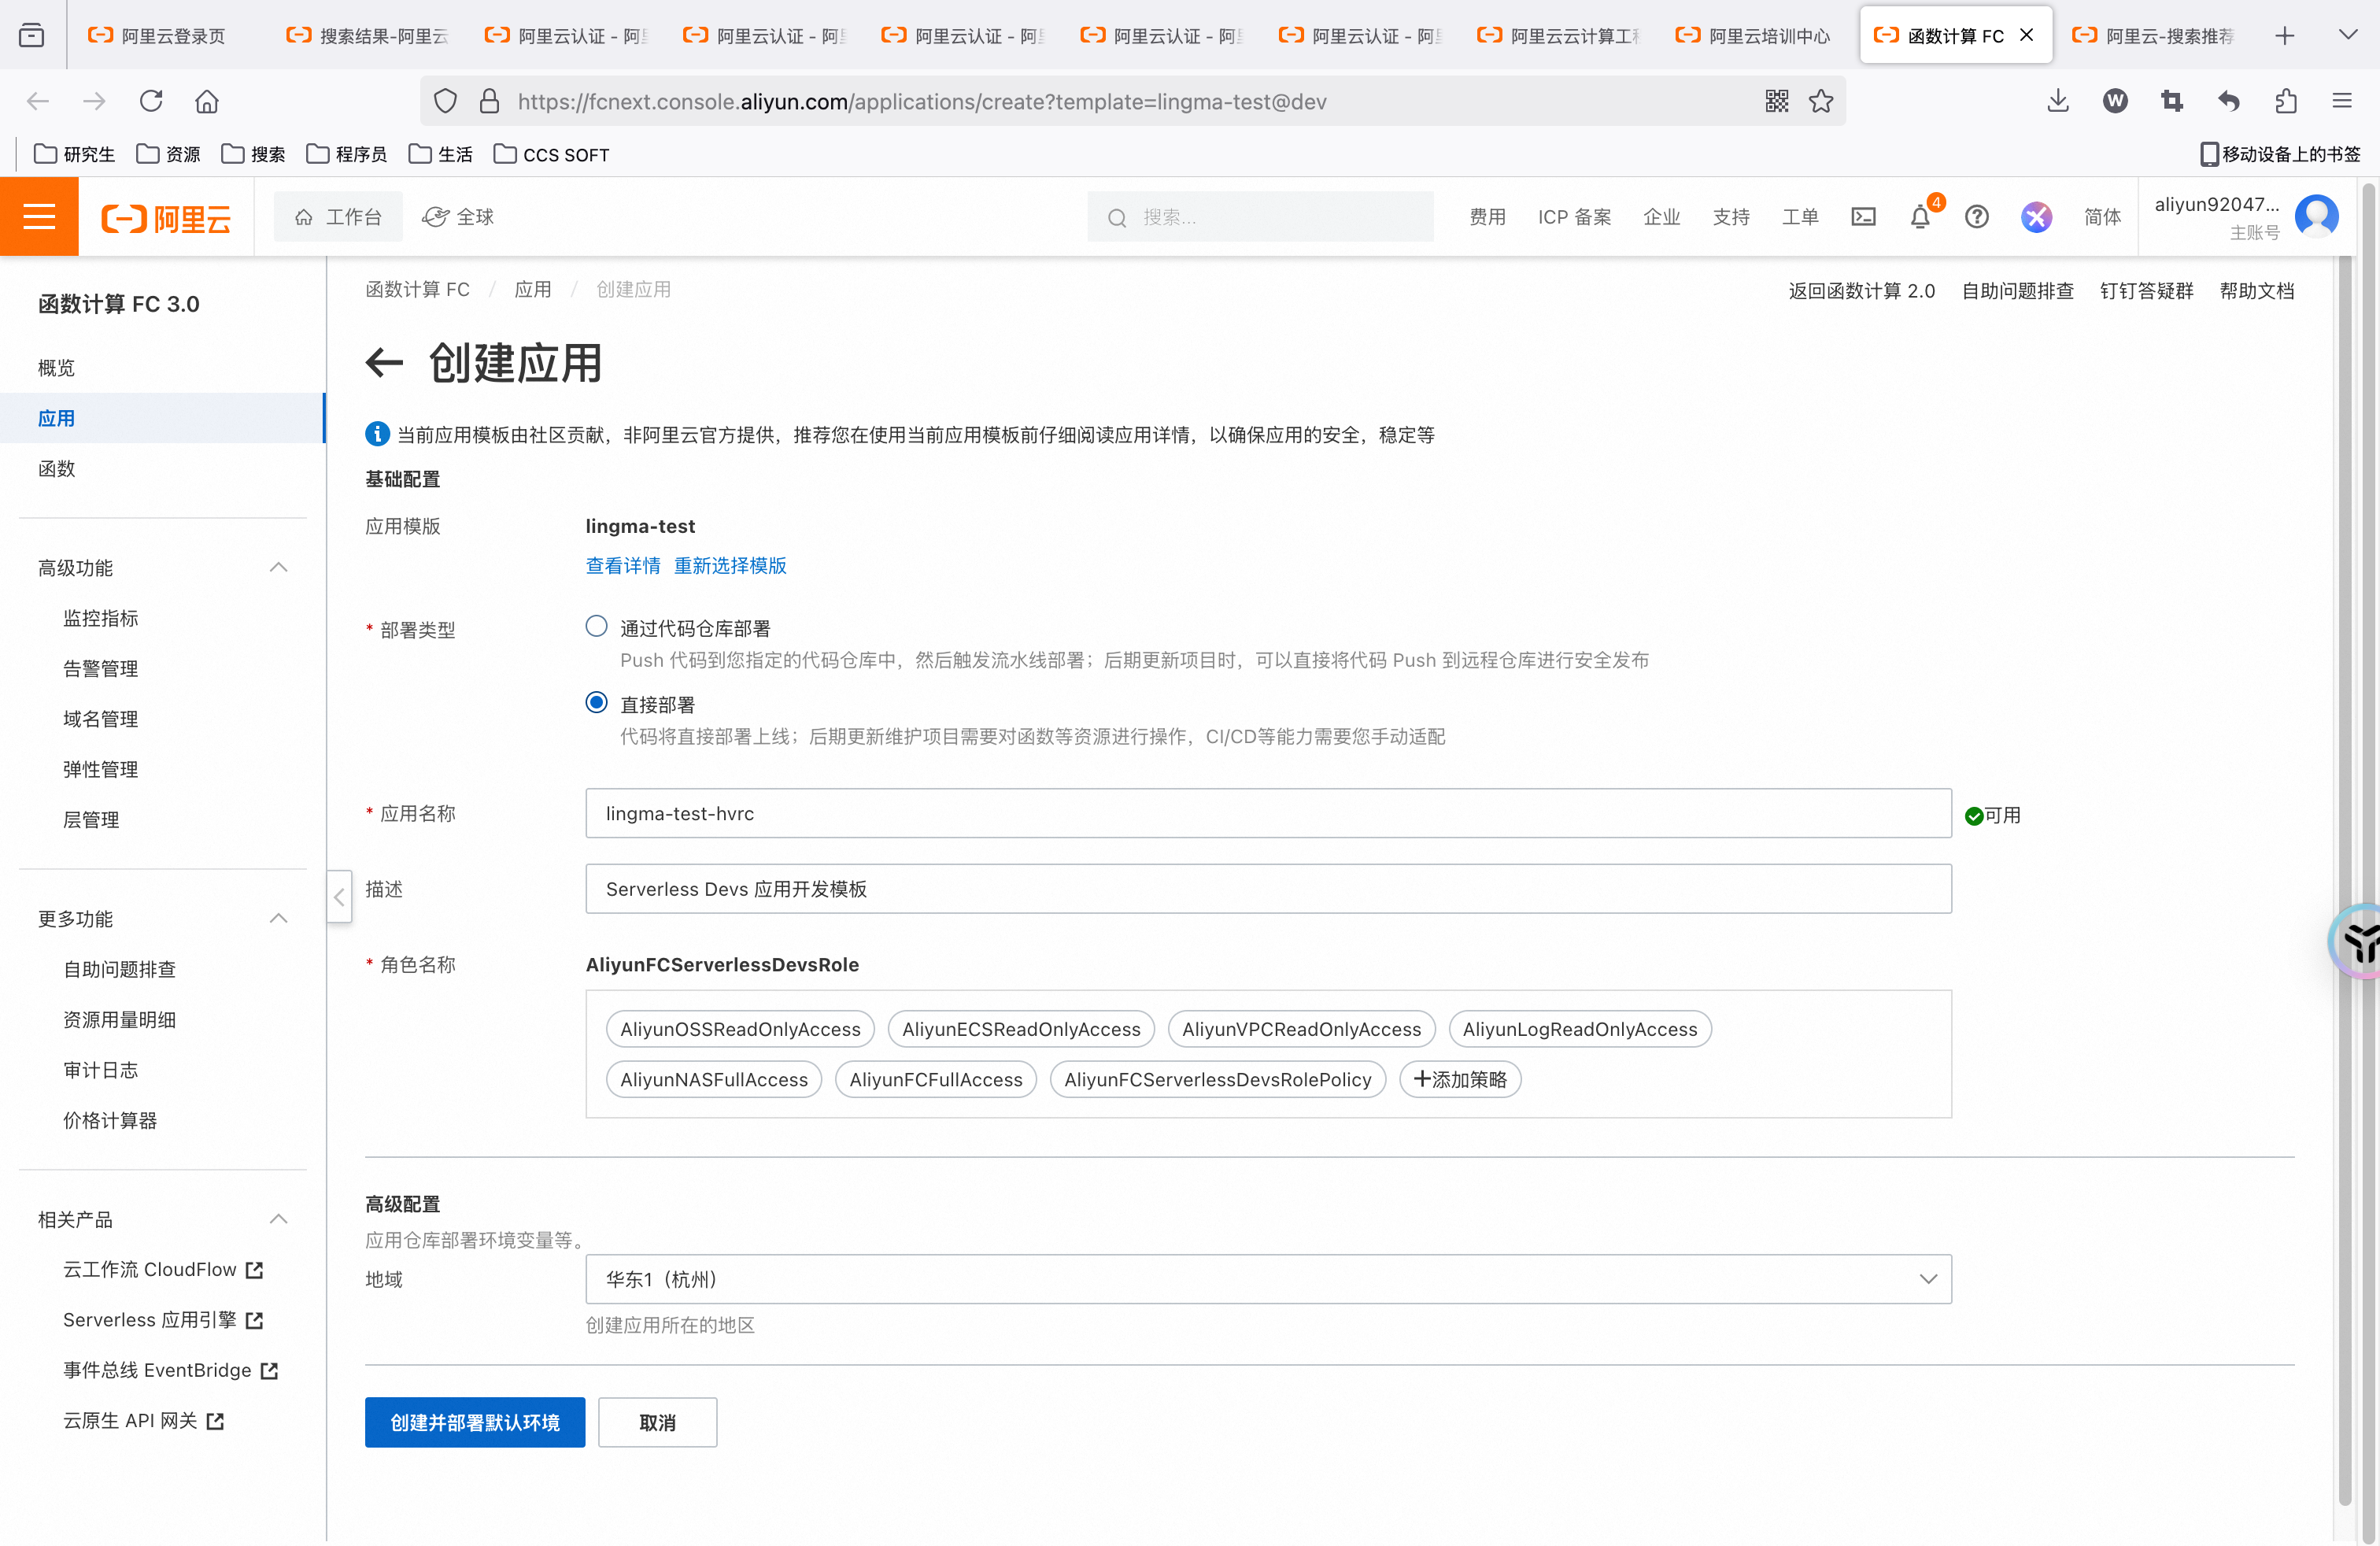 阿里云登录页
搜索结果-阿里云
阿里云认证 - 阿
阿里云认证 - 阿
阿里云认证 - 阿
阿里云认证 - 阿
阿里云认证 - 阿
阿里云云计算工
阿里云培训中心
函数计算 FC
阿里云-搜索推荐
https://fcnext.console.aliyun.com/applications/create?template=lingma-test@dev
研究生
资源
搜索
程序员
生活
CCS SOFT
移动设备上的书签
阿里云
工作台
全球
搜索...
费用
ICP 备案
企业
支持
工单
4
简体
aliyun92047...
主账号
函数计算 FC 3.0
概览
应用
函数
高级功能
监控指标
告警管理
域名管理
弹性管理
层管理
更多功能
自助问题排查
资源用量明细
审计日志
价格计算器
相关产品
云工作流 CloudFlow
Serverless 应用引擎
事件总线 EventBridge
云原生 API 网关
函数计算 FC / 应用 / 创建应用
返回函数计算 2.0
自助问题排查
钉钉答疑群
帮助文档
创建应用
当前应用模板由社区贡献，非阿里云官方提供，推荐您在使用当前应用模板前仔细阅读应用详情，以确保应用的安全，稳定等
基础配置
应用模版
lingma-test
查看详情 重新选择模版
* 部署类型
通过代码仓库部署
Push 代码到您指定的代码仓库中，然后触发流水线部署；后期更新项目时，可以直接将代码 Push 到远程仓库进行安全发布
直接部署
代码将直接部署上线；后期更新维护项目需要对函数等资源进行操作，CI/CD等能力需要您手动适配
* 应用名称
lingma-test-hvrc
可用
描述
Serverless Devs 应用开发模板
* 角色名称
AliyunFCServerlessDevsRole
AliyunOSSReadOnlyAccess
AliyunECSReadOnlyAccess
AliyunVPCReadOnlyAccess
AliyunLogReadOnlyAccess
AliyunNASFullAccess
AliyunFCFullAccess
AliyunFCServerlessDevsRolePolicy
+添加策略
高级配置
应用仓库部署环境变量等。
地域
华东1（杭州）
创建应用所在的地区
创建并部署默认环境
取消